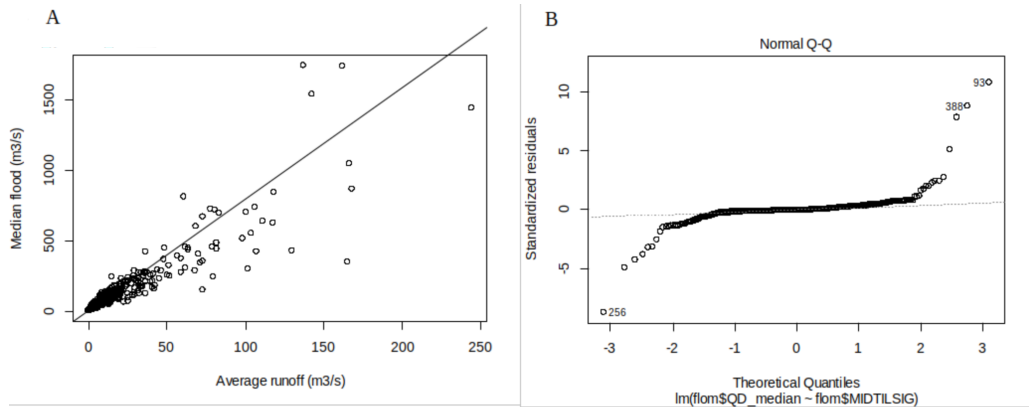 A
Median flood (m3/s)
1500
1000
500
0
0 50 100 150 200 250
Average runoff (m3/s)
B
Normal Q-Q
Standardized residuals
10
5
0
-5
93
388
256
-3 -2 -1 0 1 2 3
Theoretical Quantiles
lm(flom$QD_median ~ flom$MIDTILSIG)